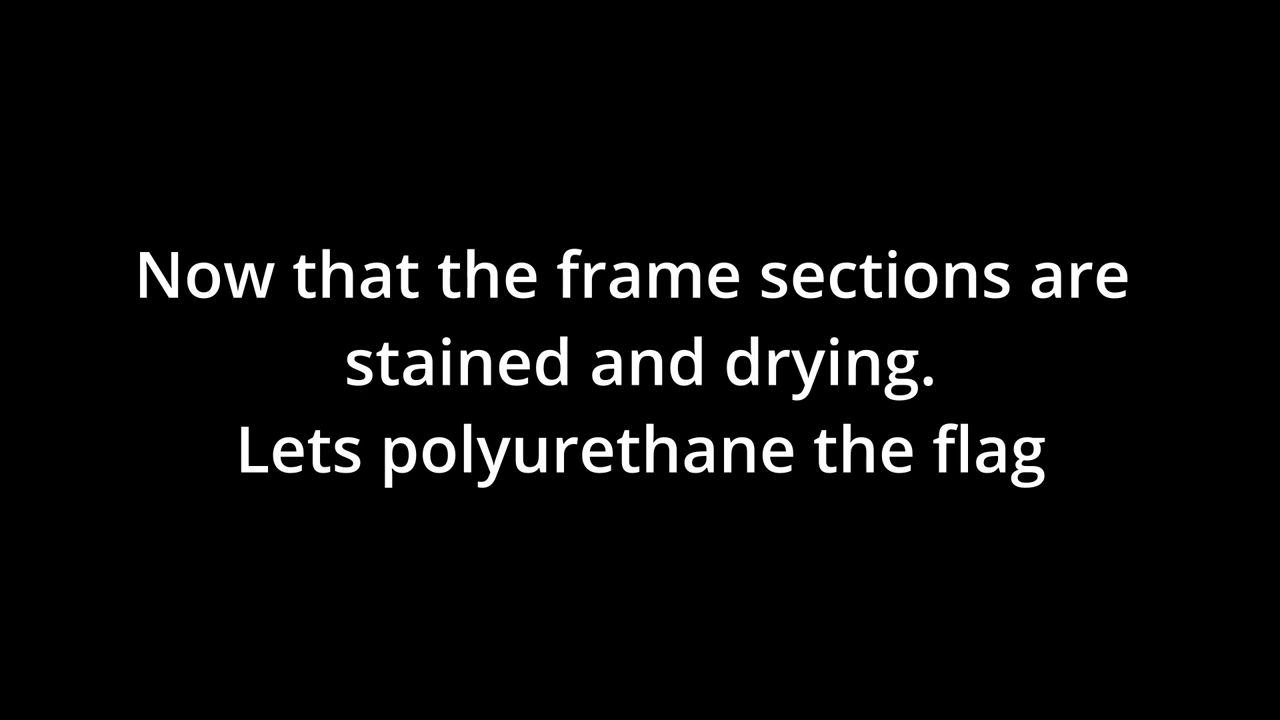 Now that the frame sections are
stained and drying.
Lets polyurethane the flag